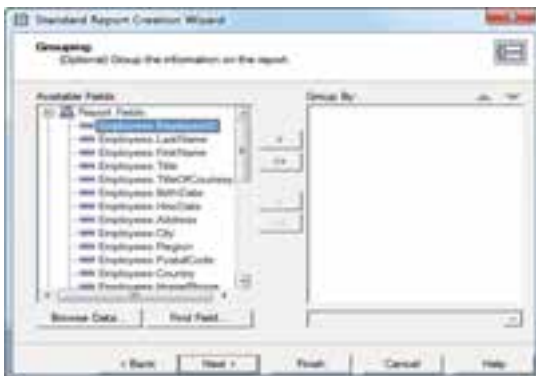 Standard Report Creation Wizard
Grouping
(Optional) Group the information on the report.
Available Fields:
Group By:
Report Fields
Employees.EmployeeID
Employees.LastName
Employees.FirstName
Employees.Title
Employees.TitleOfCourtesy
Employees.BirthDate
Employees.HireDate
Employees.Address
Employees.City
Employees.Region
Employees.PostalCode
Employees.Country
Employees.HomePhone
>
>>
Browse Data...
Find Field...
< Back
Next >
Finish
Cancel
Help